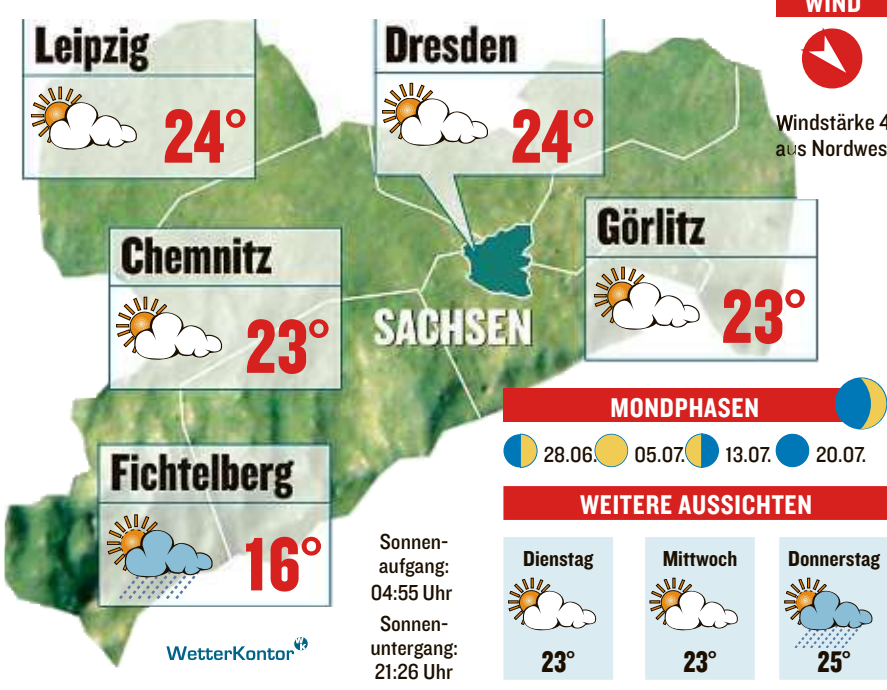 WIND
Windstärke 4
aus Nordwes
Leipzig
24°
Dresden
24°
Chemnitz
23°
Görlitz
23°
SACHSEN
Fichtelberg
16°
WetterKontor
Sonnen-
aufgang:
04:55 Uhr
Sonnen-
untergang:
21:26 Uhr
MONDPHASEN
28.06. 05.07. 13.07. 20.07.
WEITERE AUSSICHTEN
Dienstag
23°
Mittwoch
23°
Donnerstag
25°